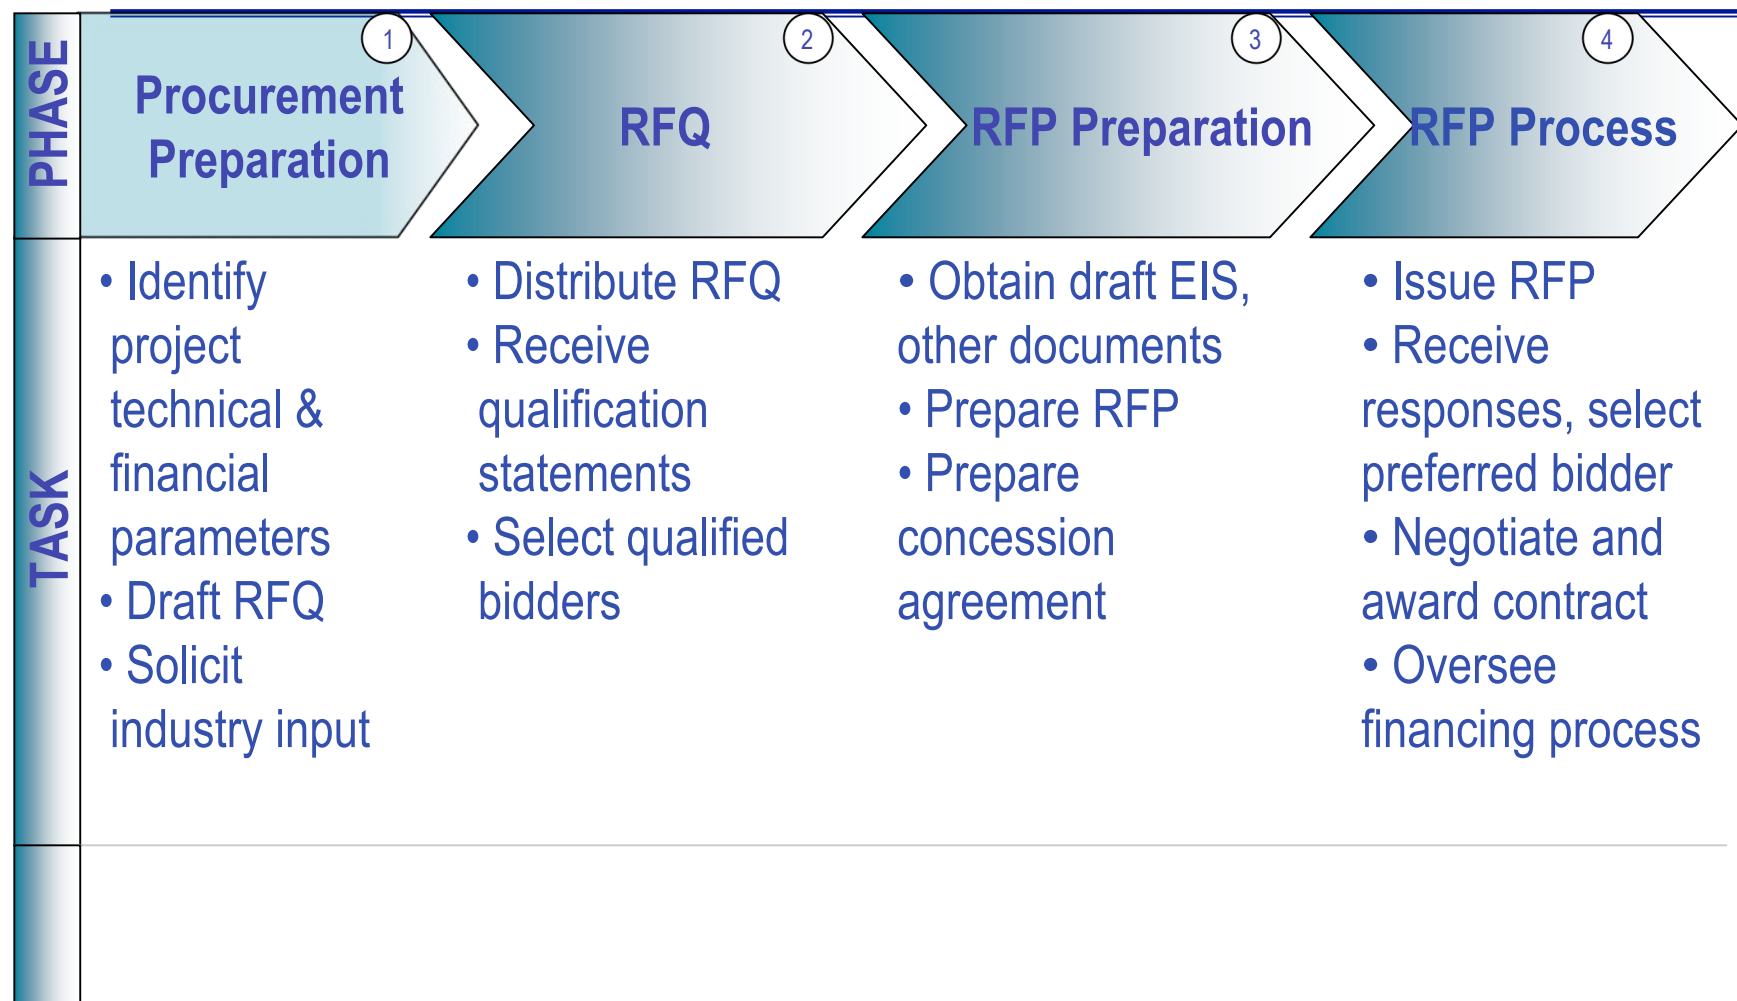 PHASE
1
Procurement
Preparation
2
RFQ
3
RFP Preparation
4
RFP Process
TASK
• Identify
project
technical &
financial
parameters
• Draft RFQ
• Solicit
industry input
• Distribute RFQ
• Receive
qualification
statements
• Select qualified
bidders
• Obtain draft EIS,
other documents
• Prepare RFP
• Prepare
concession
agreement
• Issue RFP
• Receive
responses, select
preferred bidder
• Negotiate and
award contract
• Oversee
financing process